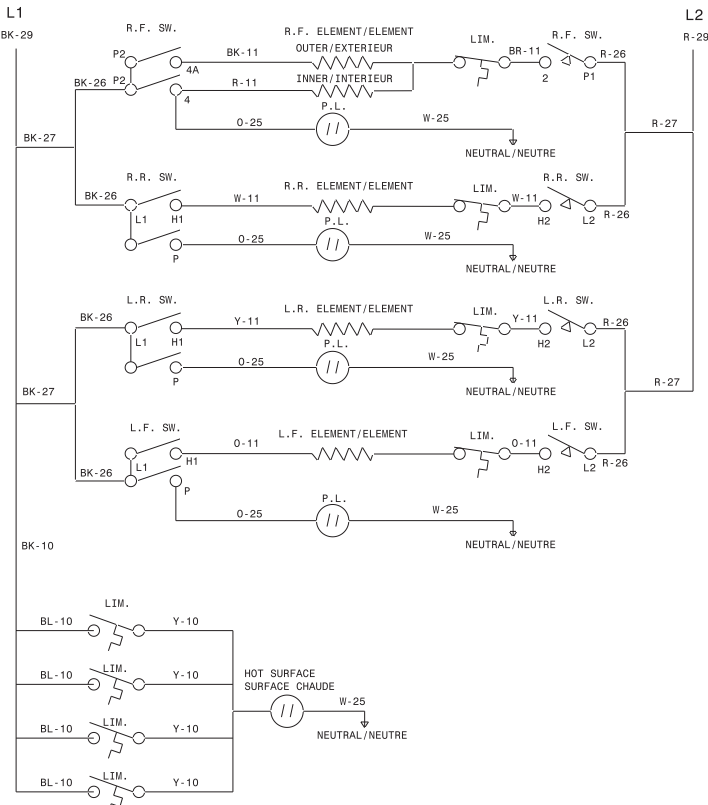 L1
L2
BK-29
R-29
R.F. SW.
R.F. ELEMENT/ELEMENT
OUTER/EXTERIEUR
LIM.
R.F. SW.
P2
BK-11
BR-11
R-26
4A
2
P1
BK-26
P2
R-11
INNER/INTERIEUR
4
P.L.
O-25
W-25
R-27
BK-27
NEUTRAL/NEUTRE
R.R. SW.
R.R. ELEMENT/ELEMENT
LIM.
R.R. SW.
BK-26
W-11
W-11
L1
H1
H2
L2
R-26
P.L.
O-25
W-25
P
NEUTRAL/NEUTRE
L.R. SW.
L.R. ELEMENT/ELEMENT
LIM.
L.R. SW.
BK-26
Y-11
Y-11
R-26
L1
H1
H2
L2
P.L.
O-25
W-25
P
R-27
BK-27
NEUTRAL/NEUTRE
L.F. SW.
L.F. ELEMENT/ELEMENT
LIM.
L.F. SW.
O-11
O-11
L1
H1
H2
L2
R-26
BK-26
P
P.L.
O-25
W-25
NEUTRAL/NEUTRE
BK-10
LIM.
BL-10
Y-10
LIM.
BL-10
Y-10
HOT SURFACE
SURFACE CHAUDE
W-25
LIM.
BL-10
Y-10
NEUTRAL/NEUTRE
LIM.
BL-10
Y-10